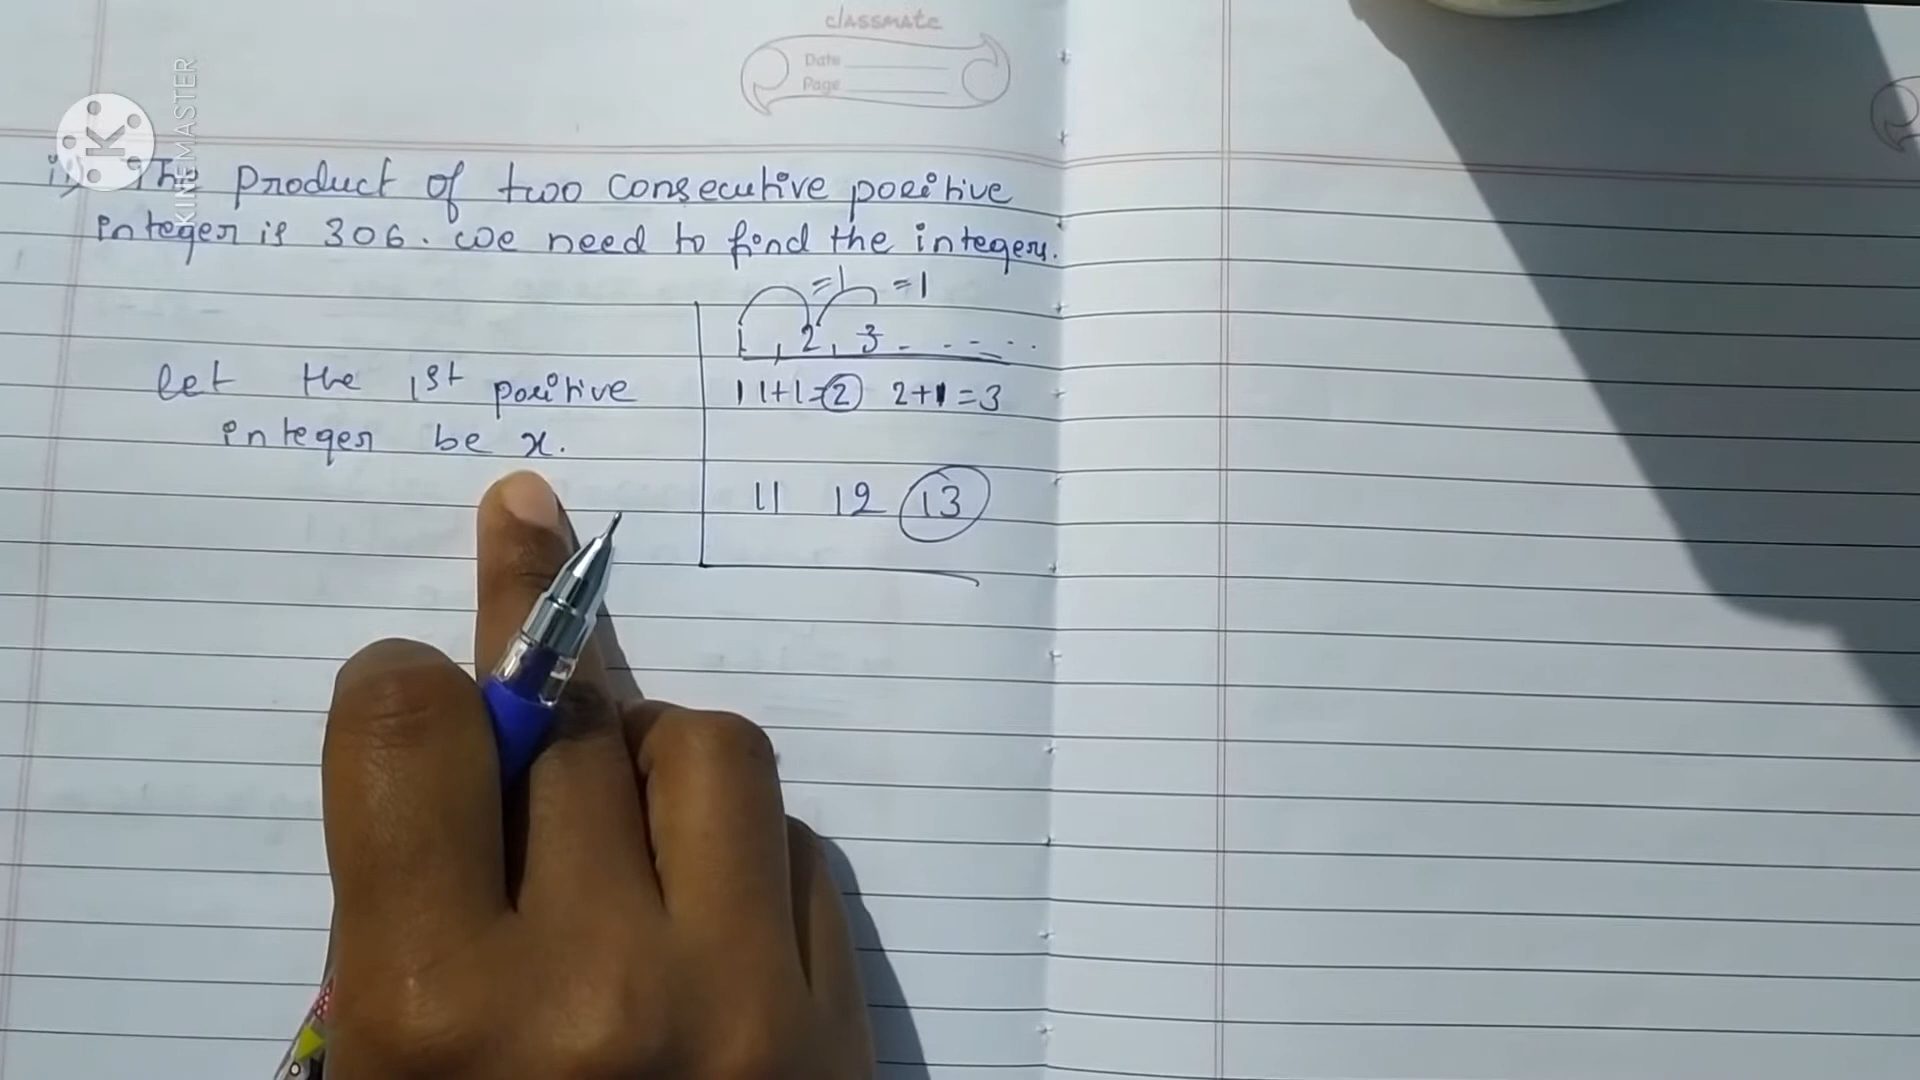 classmate
Date
Page
KINEMASTER
ii) The product of two consecutive positive
integer is 306. we need to find the integers.
=1 =1
1, 2, 3 - - - - - . .
let the 1st positive
1 1+1=2 2+1=3
integer be x.
11 12 13